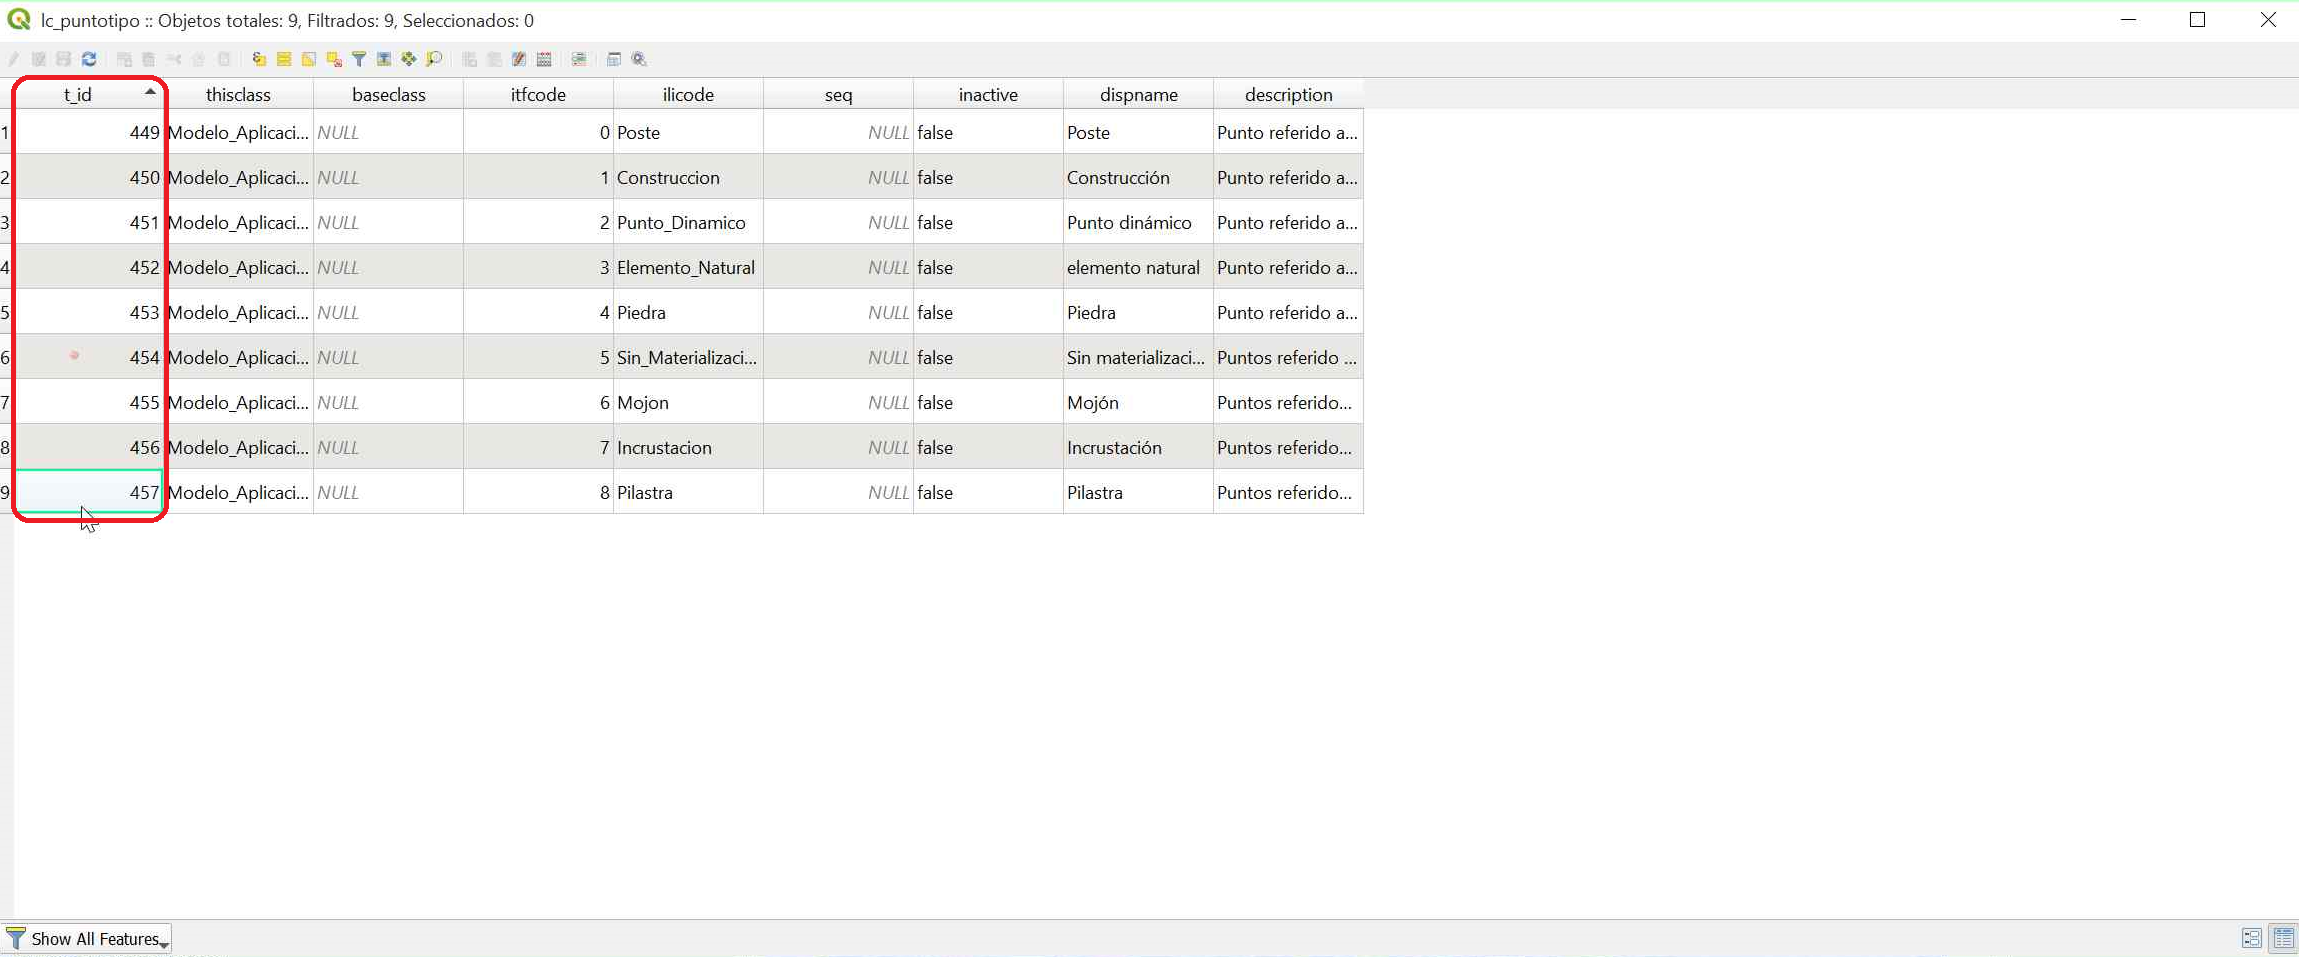 lc_puntotipo :: Objetos totales: 9, Filtrados: 9, Seleccionados: 0
t_id thisclass baseclass itfcode ilicode seq inactive dispname description
1 449 Modelo_Aplicaci... NULL 0 Poste NULL false Poste Punto referido a...
2 450 Modelo_Aplicaci... NULL 1 Construccion NULL false Construcción Punto referido a...
3 451 Modelo_Aplicaci... NULL 2 Punto_Dinamico NULL false Punto dinámico Punto referido a...
4 452 Modelo_Aplicaci... NULL 3 Elemento_Natural NULL false elemento natural Punto referido a...
5 453 Modelo_Aplicaci... NULL 4 Piedra NULL false Piedra Punto referido a...
6 454 Modelo_Aplicaci... NULL 5 Sin_Materializaci... NULL false Sin materializaci... Puntos referido ...
7 455 Modelo_Aplicaci... NULL 6 Mojon NULL false Mojón Puntos referido...
8 456 Modelo_Aplicaci... NULL 7 Incrustacion NULL false Incrustación Puntos referido...
9 457 Modelo_Aplicaci... NULL 8 Pilastra NULL false Pilastra Puntos referido...
Show All Features